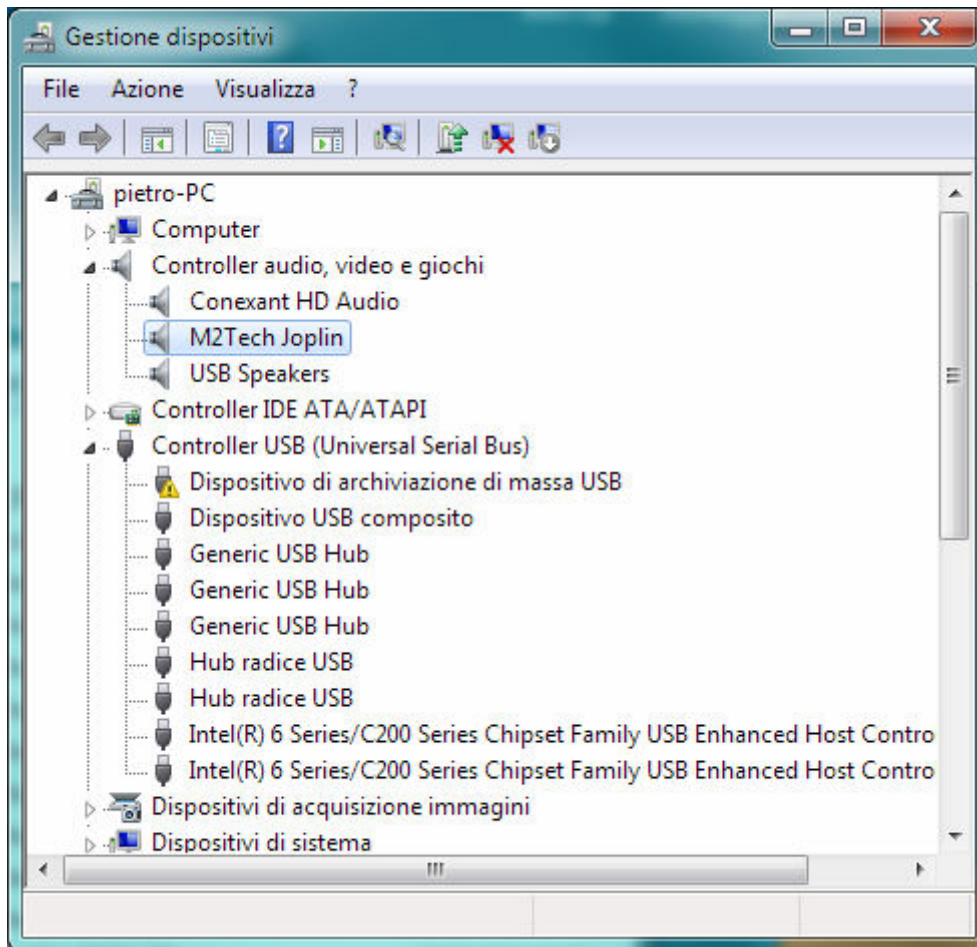 Gestione dispositivi
File Azione Visualizza ?
pietro-PC
Computer
Controller audio, video e giochi
Conexant HD Audio
M2Tech Joplin
USB Speakers
Controller IDE ATA/ATAPI
Controller USB (Universal Serial Bus)
Dispositivo di archiviazione di massa USB
Dispositivo USB composito
Generic USB Hub
Generic USB Hub
Generic USB Hub
Hub radice USB
Hub radice USB
Intel(R) 6 Series/C200 Series Chipset Family USB Enhanced Host Contro
Intel(R) 6 Series/C200 Series Chipset Family USB Enhanced Host Contro
Dispositivi di acquisizione immagini
Dispositivi di sistema